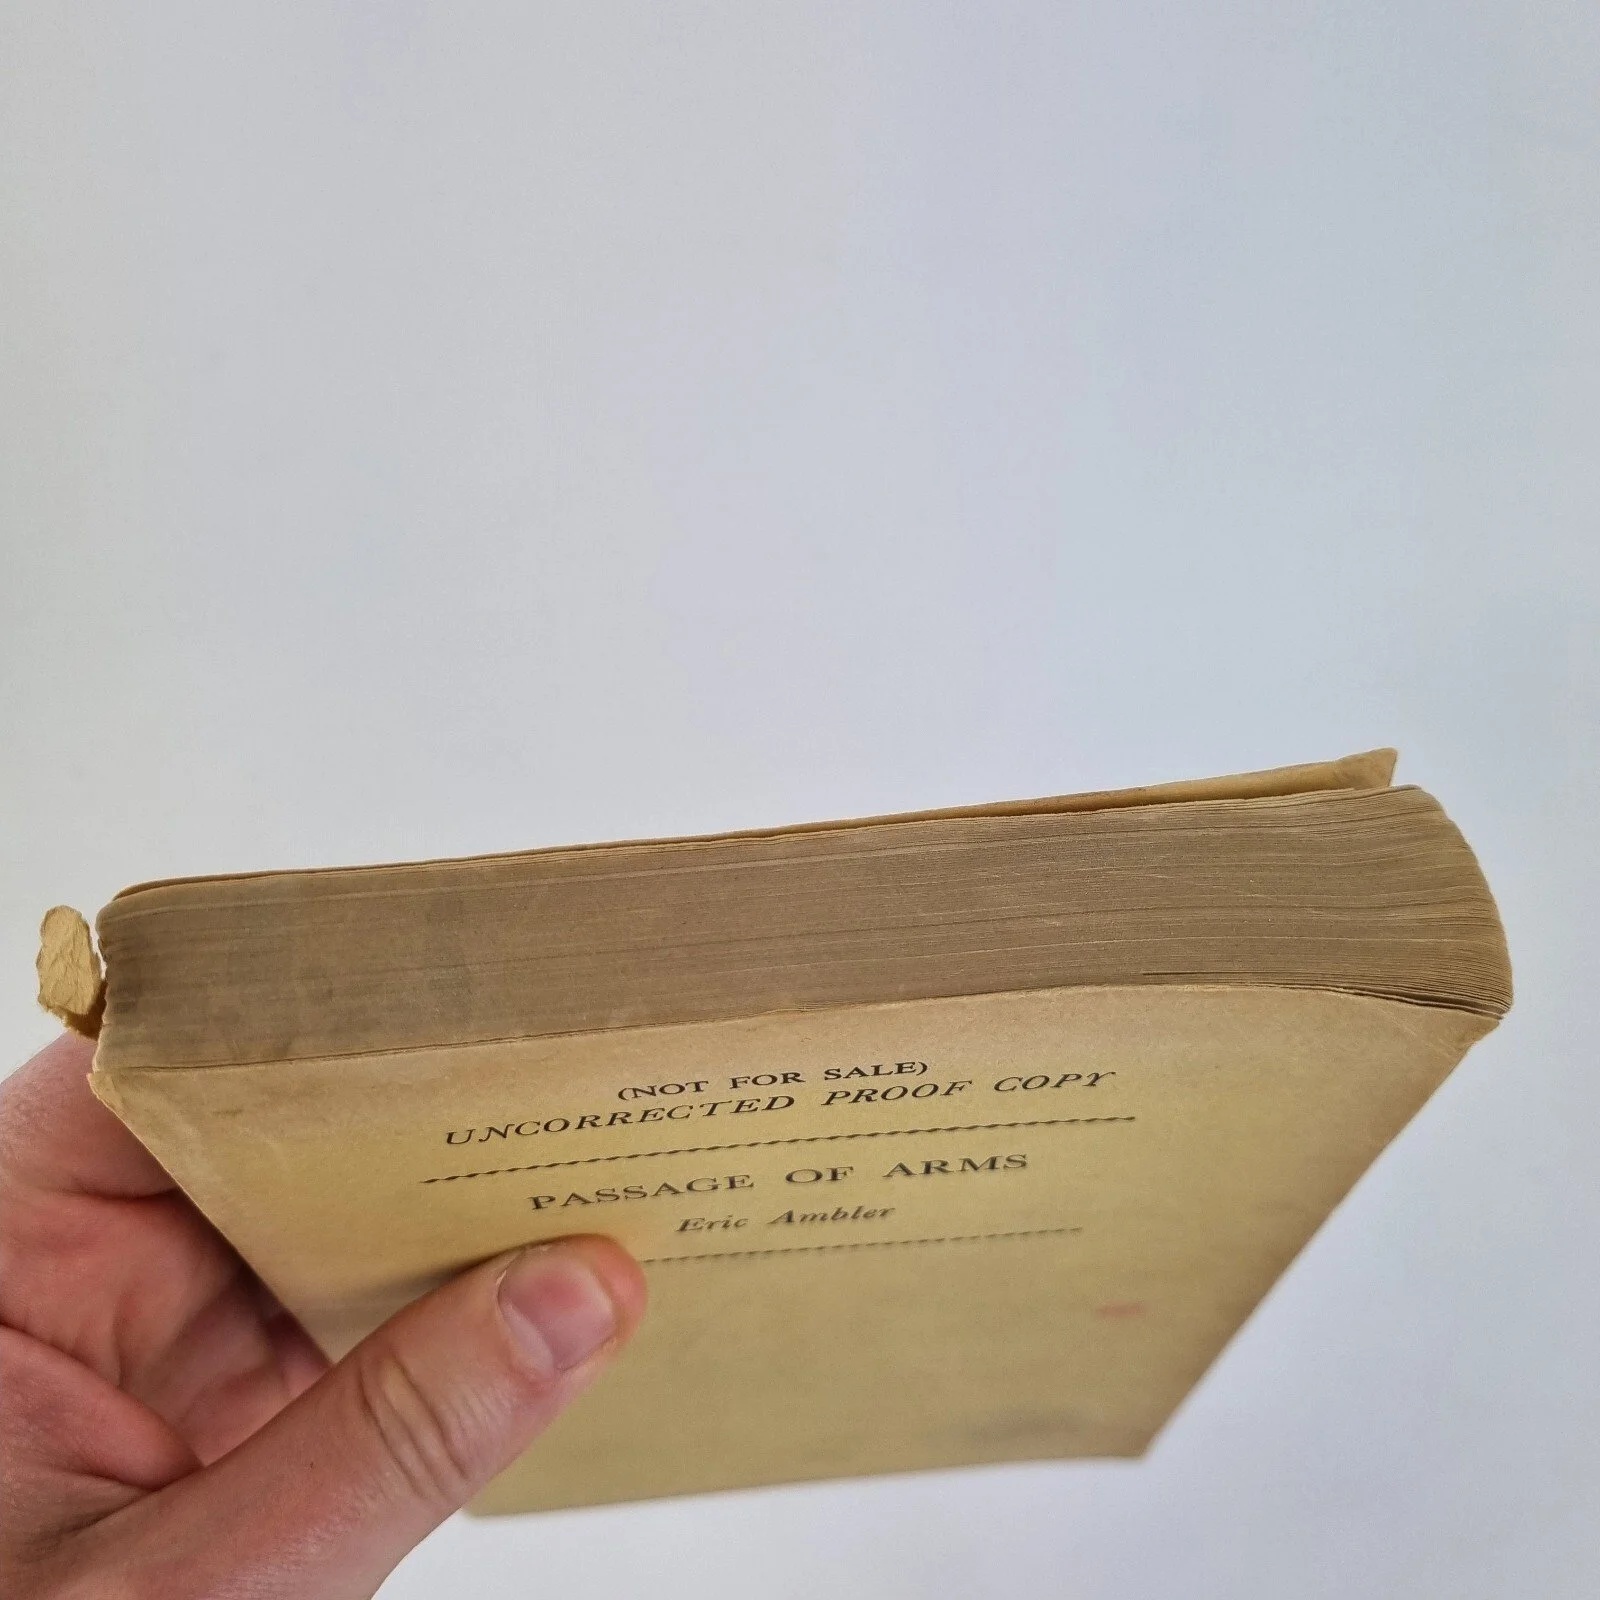 (NOT FOR SALE)
UNCORRECTED PROOF COPY
PASSAGE OF ARMS
Eric Ambler